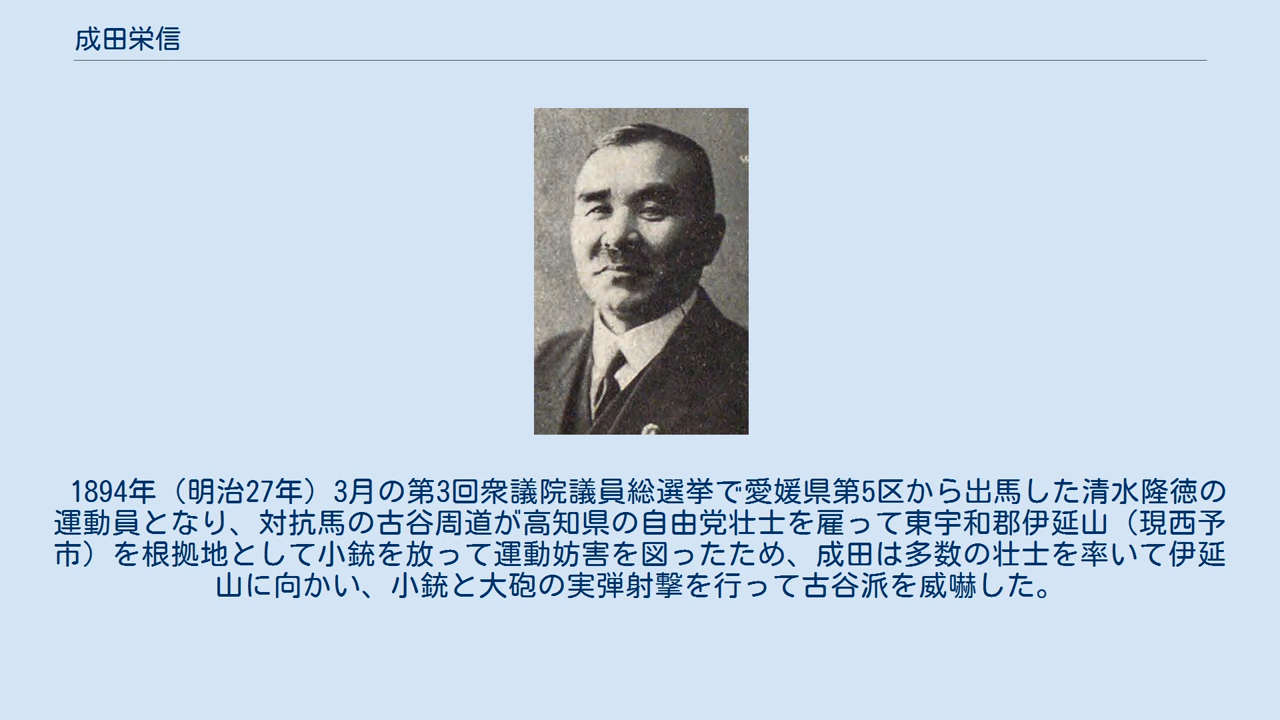 成田栄信
1894年（明治27年）3月の第3回衆議院議員総選挙で愛媛県第5区から出馬した清水隆徳の
運動員となり、対抗馬の古谷周道が高知県の自由党壮士を雇って東宇和郡伊延山（現西予
市）を根拠地として小銃を放って運動妨害を図ったため、成田は多数の壮士を率いて伊延
山に向かい、小銃と大砲の実弾射撃を行って古谷派を威嚇した。